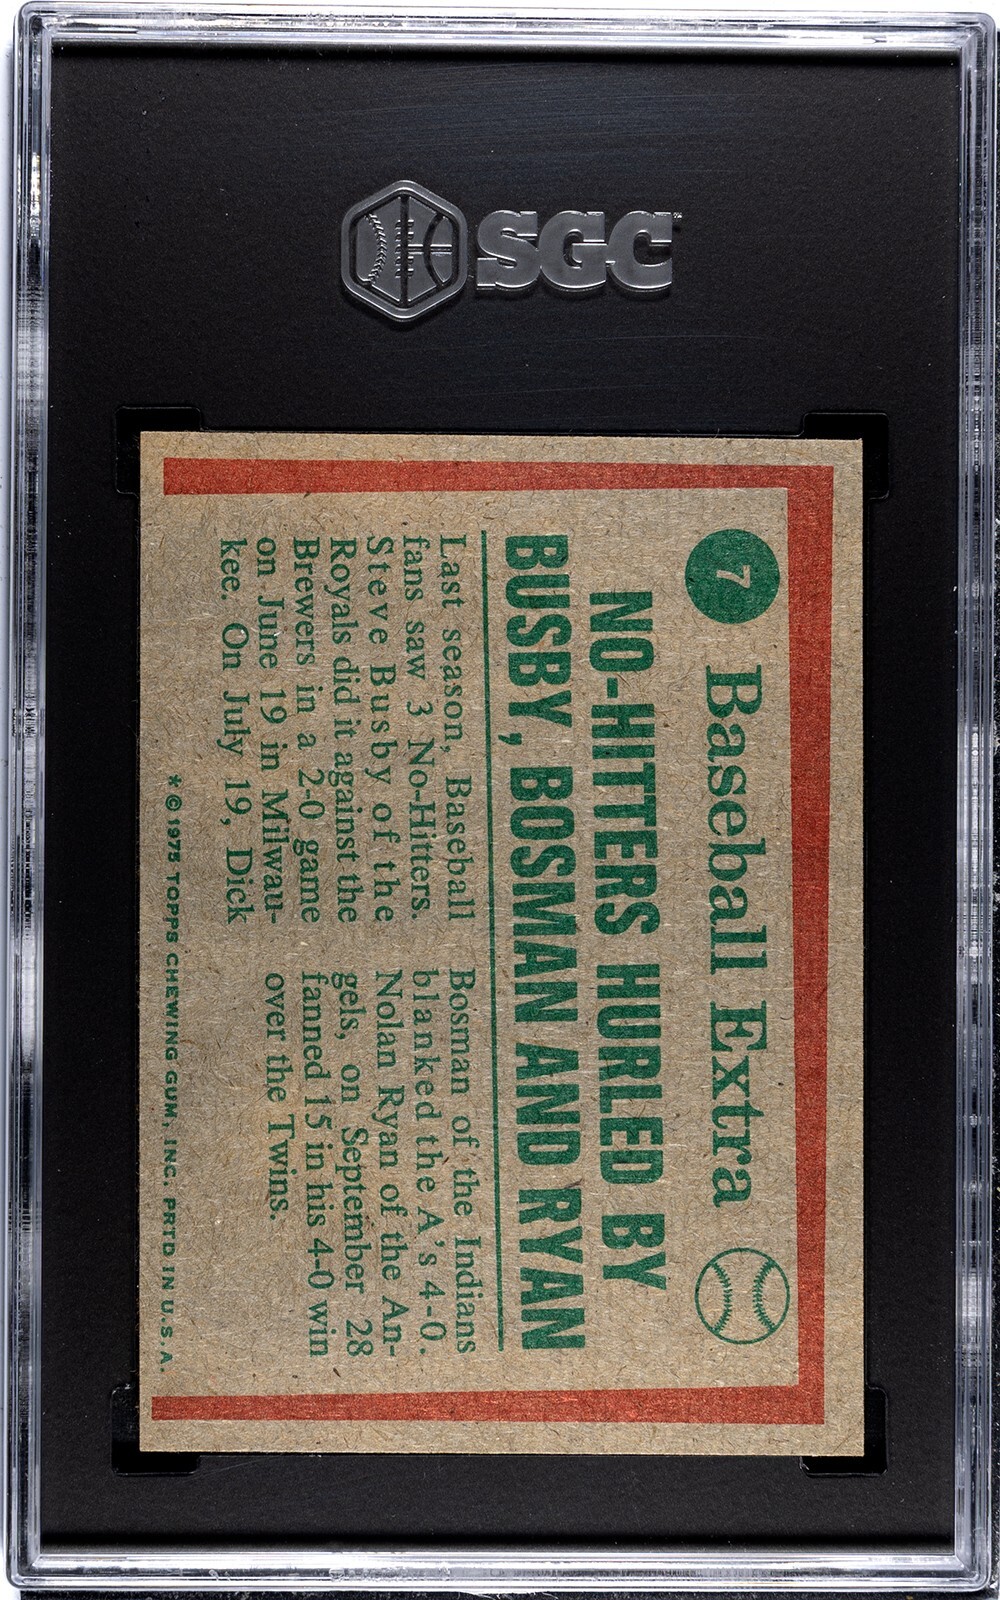 SGC™
7
Baseball Extra
NO-HITTERS HURLED BY
BUSBY, BOSMAN AND RYAN
Last season, Baseball
fans saw 3 No-Hitters.
Steve Busby of the
Royals did it against the
Brewers in a 2-0 game
on June 19 in Milwau-
kee. On July 19, Dick
Bosman of the Indians
blanked the A's 4-0.
Nolan Ryan of the An-
gels, on September 28
fanned 15 in his 4-0 win
over the Twins.
*© 1975 TOPPS CHEWING GUM, INC. PRTD IN U.S.A.